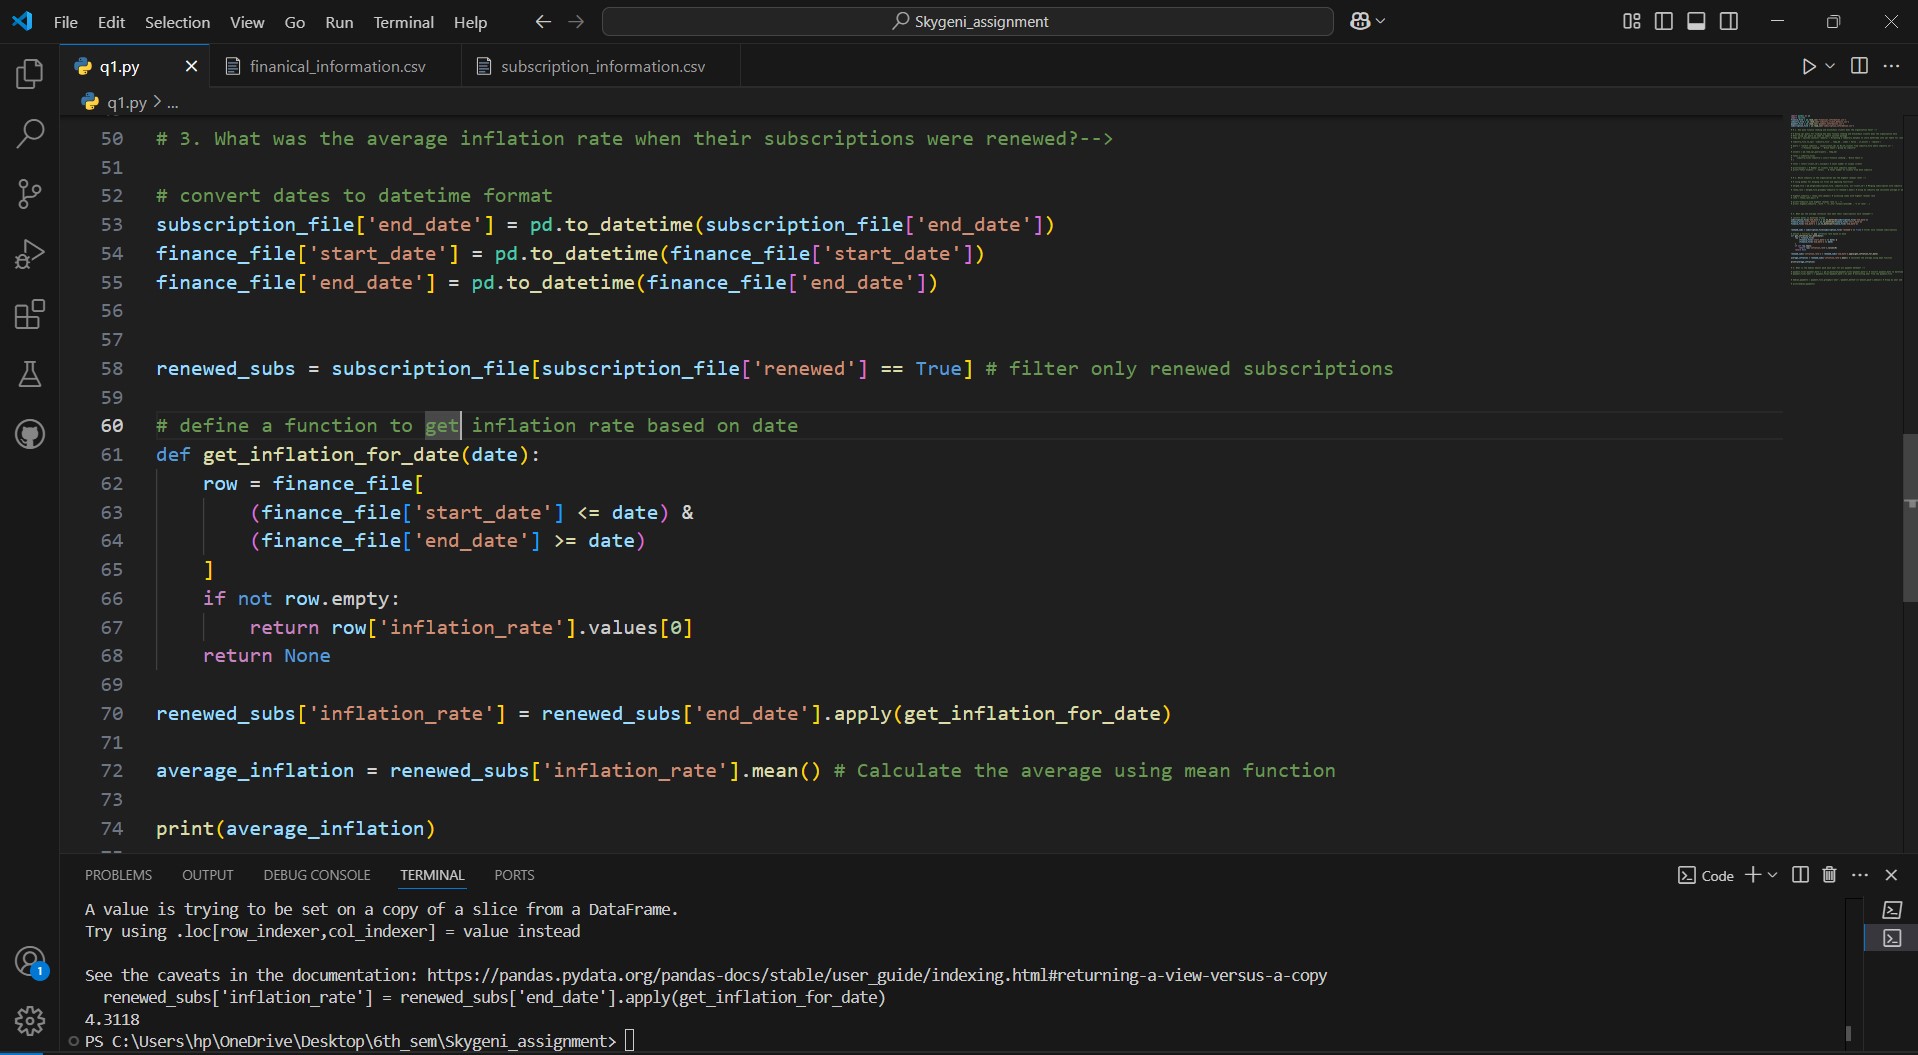 File Edit Selection View Go Run Terminal Help Skygeni_assignment
q1.py finanical_information.csv subscription_information.csv
q1.py > ...
50 # 3. What was the average inflation rate when their subscriptions were renewed?-->
51
52 # convert dates to datetime format
53 subscription_file['end_date'] = pd.to_datetime(subscription_file['end_date'])
54 finance_file['start_date'] = pd.to_datetime(finance_file['start_date'])
55 finance_file['end_date'] = pd.to_datetime(finance_file['end_date'])
56
57
58 renewed_subs = subscription_file[subscription_file['renewed'] == True] # filter only renewed subscriptions
59
60 # define a function to get inflation rate based on date
61 def get_inflation_for_date(date):
62 row = finance_file[
63 (finance_file['start_date'] <= date) &
64 (finance_file['end_date'] >= date)
65 ]
66 if not row.empty:
67 return row['inflation_rate'].values[0]
68 return None
69
70 renewed_subs['inflation_rate'] = renewed_subs['end_date'].apply(get_inflation_for_date)
71
72 average_inflation = renewed_subs['inflation_rate'].mean() # Calculate the average using mean function
73
74 print(average_inflation)
PROBLEMS OUTPUT DEBUG CONSOLE TERMINAL PORTS Code
A value is trying to be set on a copy of a slice from a DataFrame.
Try using .loc[row_indexer,col_indexer] = value instead
See the caveats in the documentation: https://pandas.pydata.org/pandas-docs/stable/user_guide/indexing.html#returning-a-view-versus-a-copy
renewed_subs['inflation_rate'] = renewed_subs['end_date'].apply(get_inflation_for_date)
4.3118
1
PS C:\Users\hp\OneDrive\Desktop\6th_sem\Skygeni_assignment>